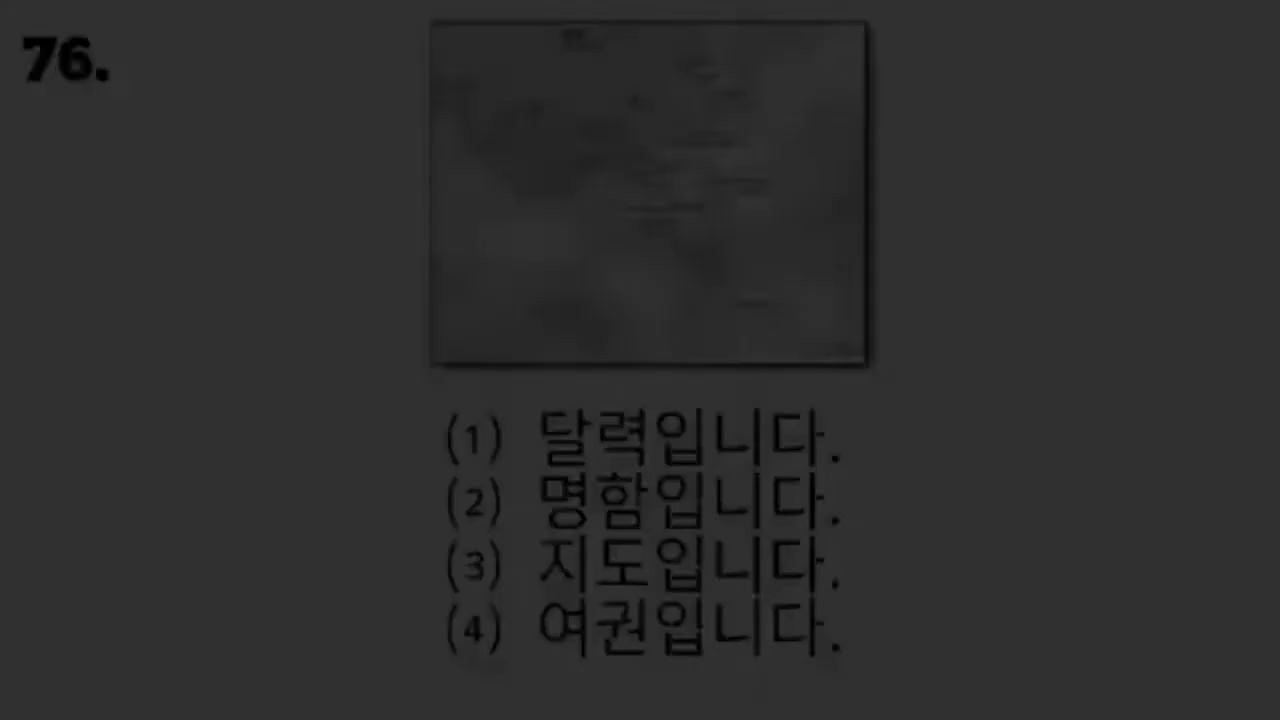 76.
(1) 달력입니다.
(2) 명함입니다.
(3) 지도입니다.
(4) 여권입니다.